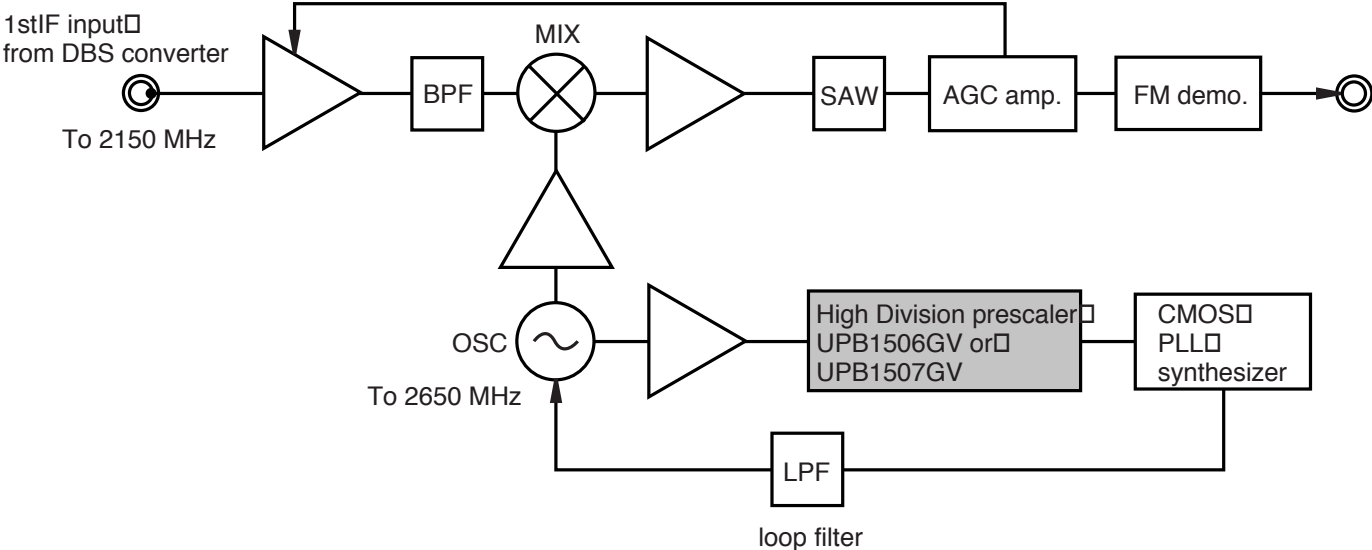 1stIF input□
from DBS converter
To 2150 MHz
BPF
MIX
SAW
AGC amp.
FM demo.
OSC
To 2650 MHz
High Division prescaler□
UPB1506GV or□
UPB1507GV
CMOS□
PLL□
synthesizer
LPF
loop filter